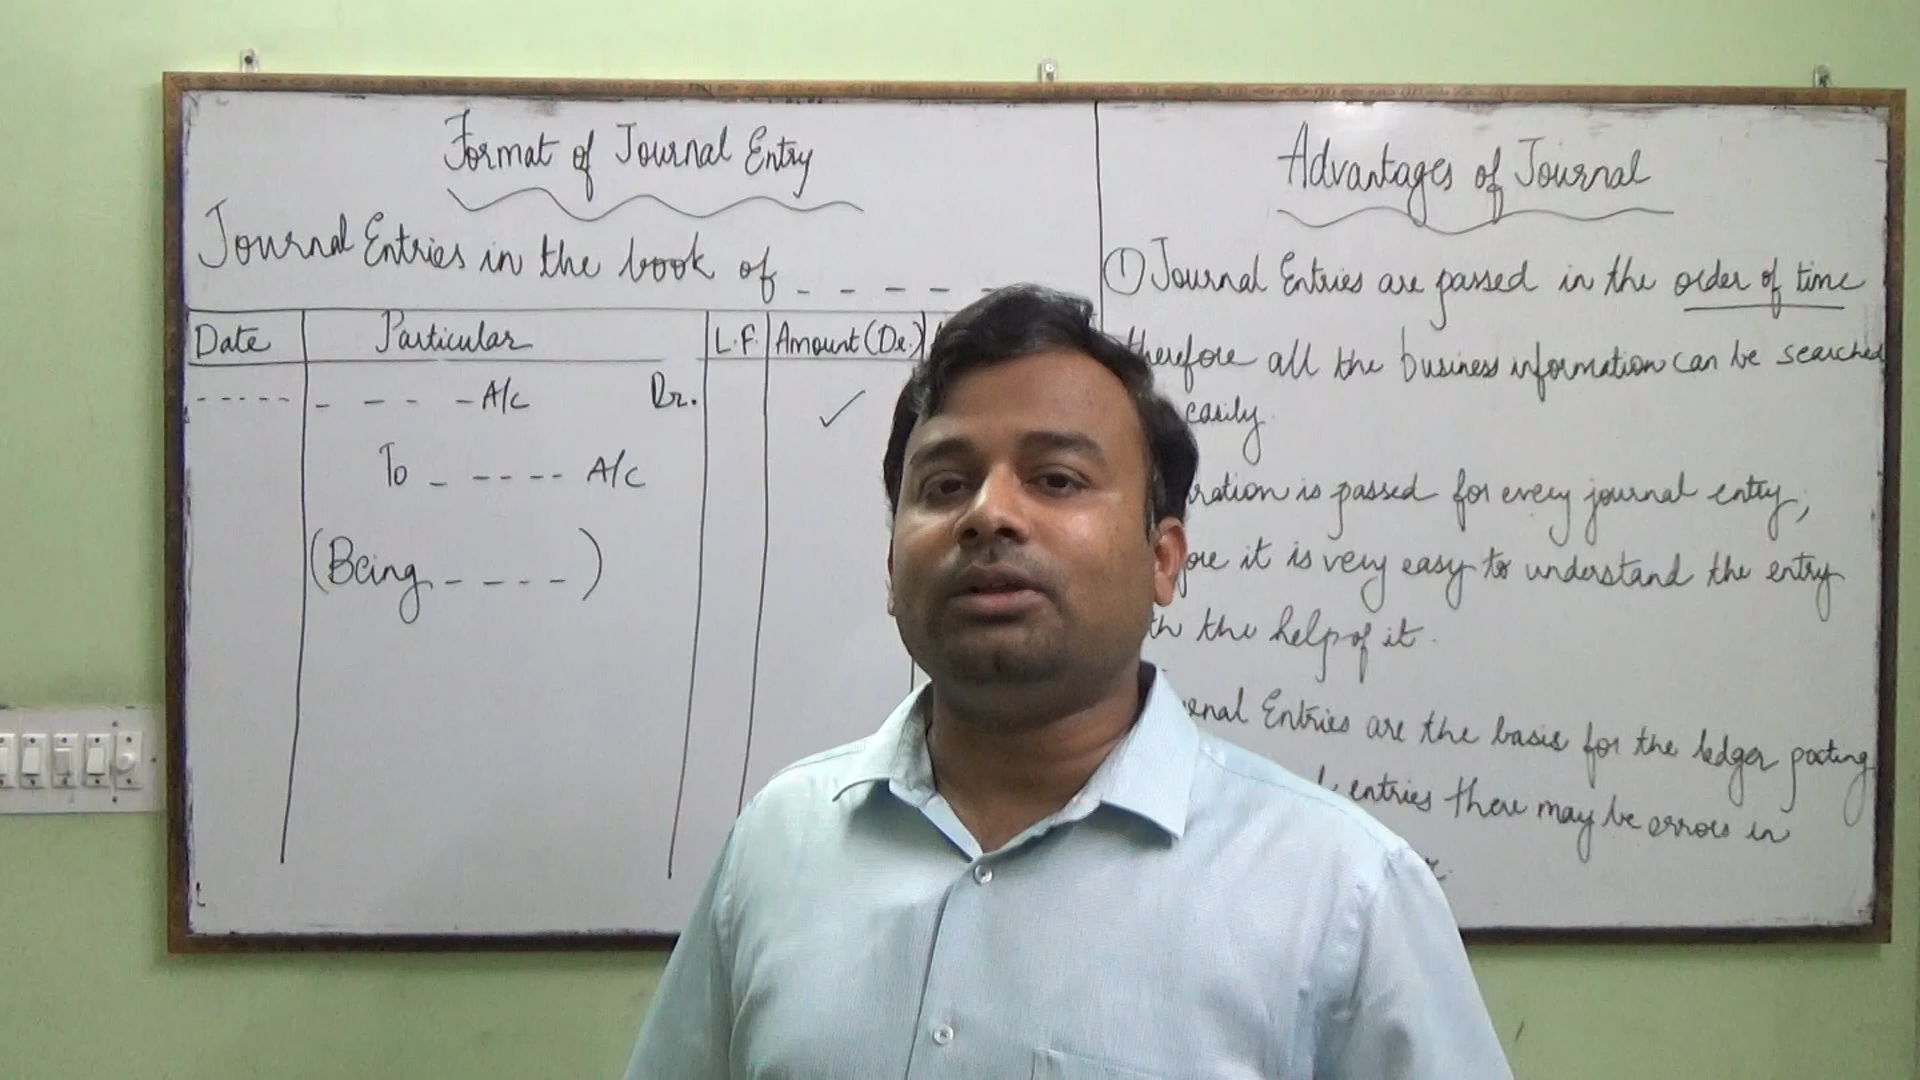 Format of Journal Entry
Journal Entries in the book of _ _ _ _ _
Date Particular L.F. Amount (Dr.)
----- _ _ _ _ A/c Dr. ✓
To _ ----- A/c
(Being _ _ _ _)
Advantages of Journal
① Journal Entries are passed in the order of time
therefore all the business information can be searched
easily.
is passed for every journal entry,
it is very easy to understand the entry
the help of it.
Entries are the basis for the ledger posting
entries there may be errors in